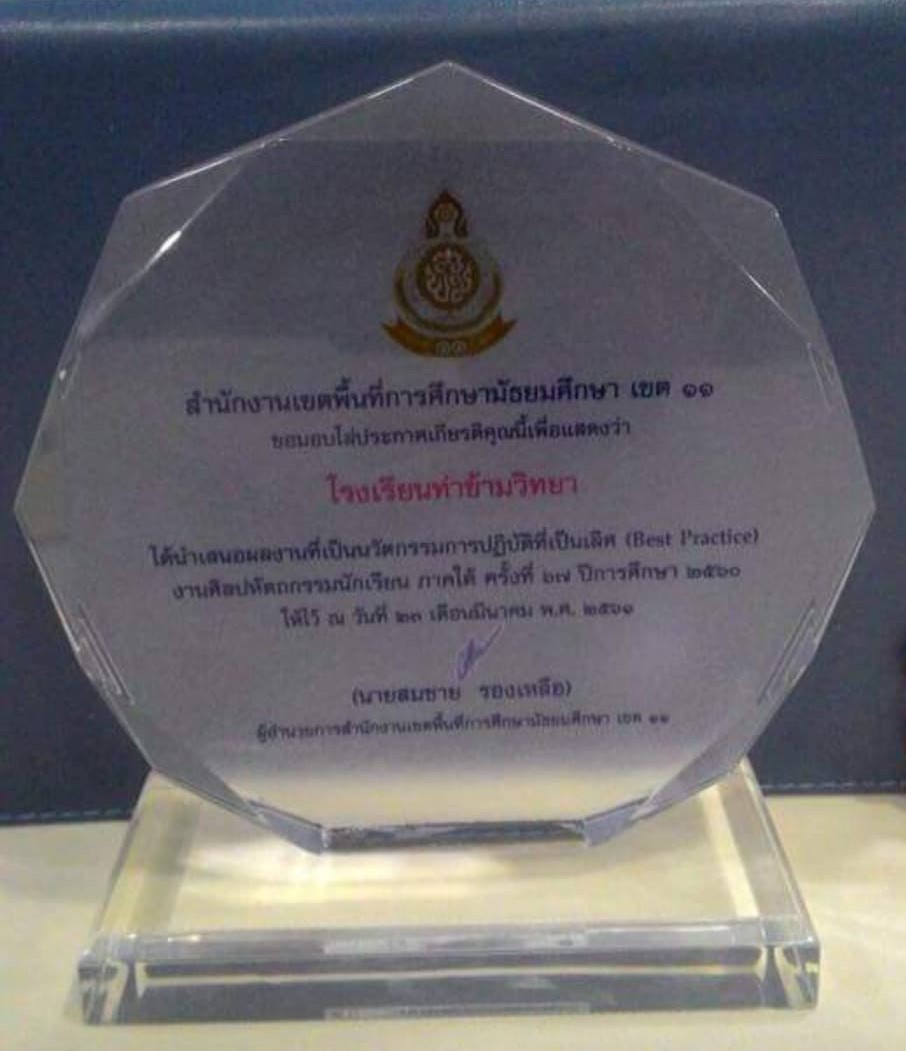 สำนักงานเขตพื้นที่การศึกษามัธยมศึกษา เขต ๑๑
ขอมอบโล่ประกาศเกียรติคุณนี้เพื่อแสดงว่า
โรงเรียนท่าข้ามวิทยา
ได้นำเสนอผลงานที่เป็นนวัตกรรมการปฏิบัติที่เป็นเลิศ (Best Practice)
งานศิลปหัตถกรรมนักเรียน ภาคใต้ ครั้งที่ ๖๗ ปีการศึกษา ๒๕๖๐
ให้ไว้ ณ วันที่ ๒๓ เดือนมีนาคม พ.ศ. ๒๕๖๑
(นายสมชาย รองเหลือ)
ผู้อำนวยการสำนักงานเขตพื้นที่การศึกษามัธยมศึกษา เขต ๑๑